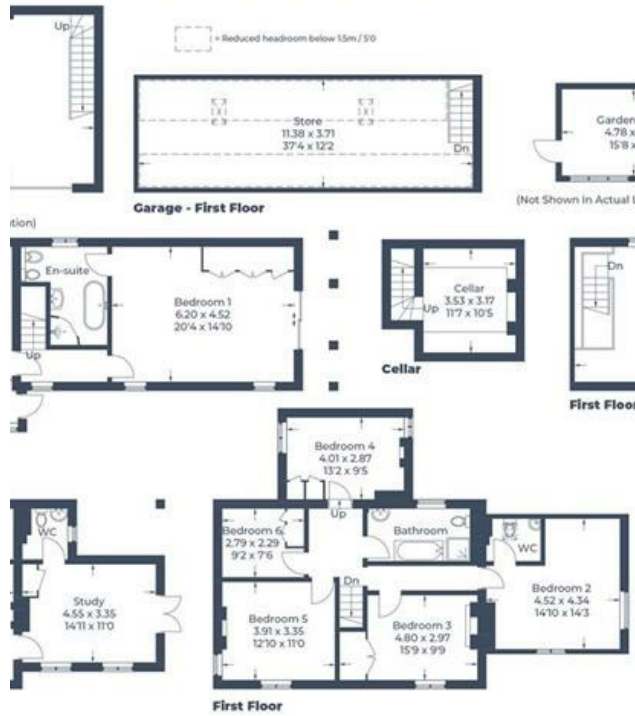 Up
= Reduced headroom below 1.5m / 5'0
Store
11.38 x 3.71
37'4 x 12'2
Dn
Garage - First Floor
Garden
4.78 x
15'8 x
(Not Shown In Actual L
ation)
En-suite
Up
Bedroom 1
6.20 x 4.52
20'4 x 14'10
Up
Cellar
3.53 x 3.17
11'7 x 10'5
Cellar
Dn
First Floor
Bedroom 4
4.01 x 2.87
13'2 x 9'5
WC
Study
4.55 x 3.35
14'11 x 11'0
Bedroom 6
2.79 x 2.29
9'2 x 7'6
Up
Bathroom
WC
Bedroom 2
4.52 x 4.34
14'10 x 14'3
Dn
Bedroom 5
3.91 x 3.35
12'10 x 11'0
Bedroom 3
4.80 x 2.97
15'9 x 9'9
First Floor